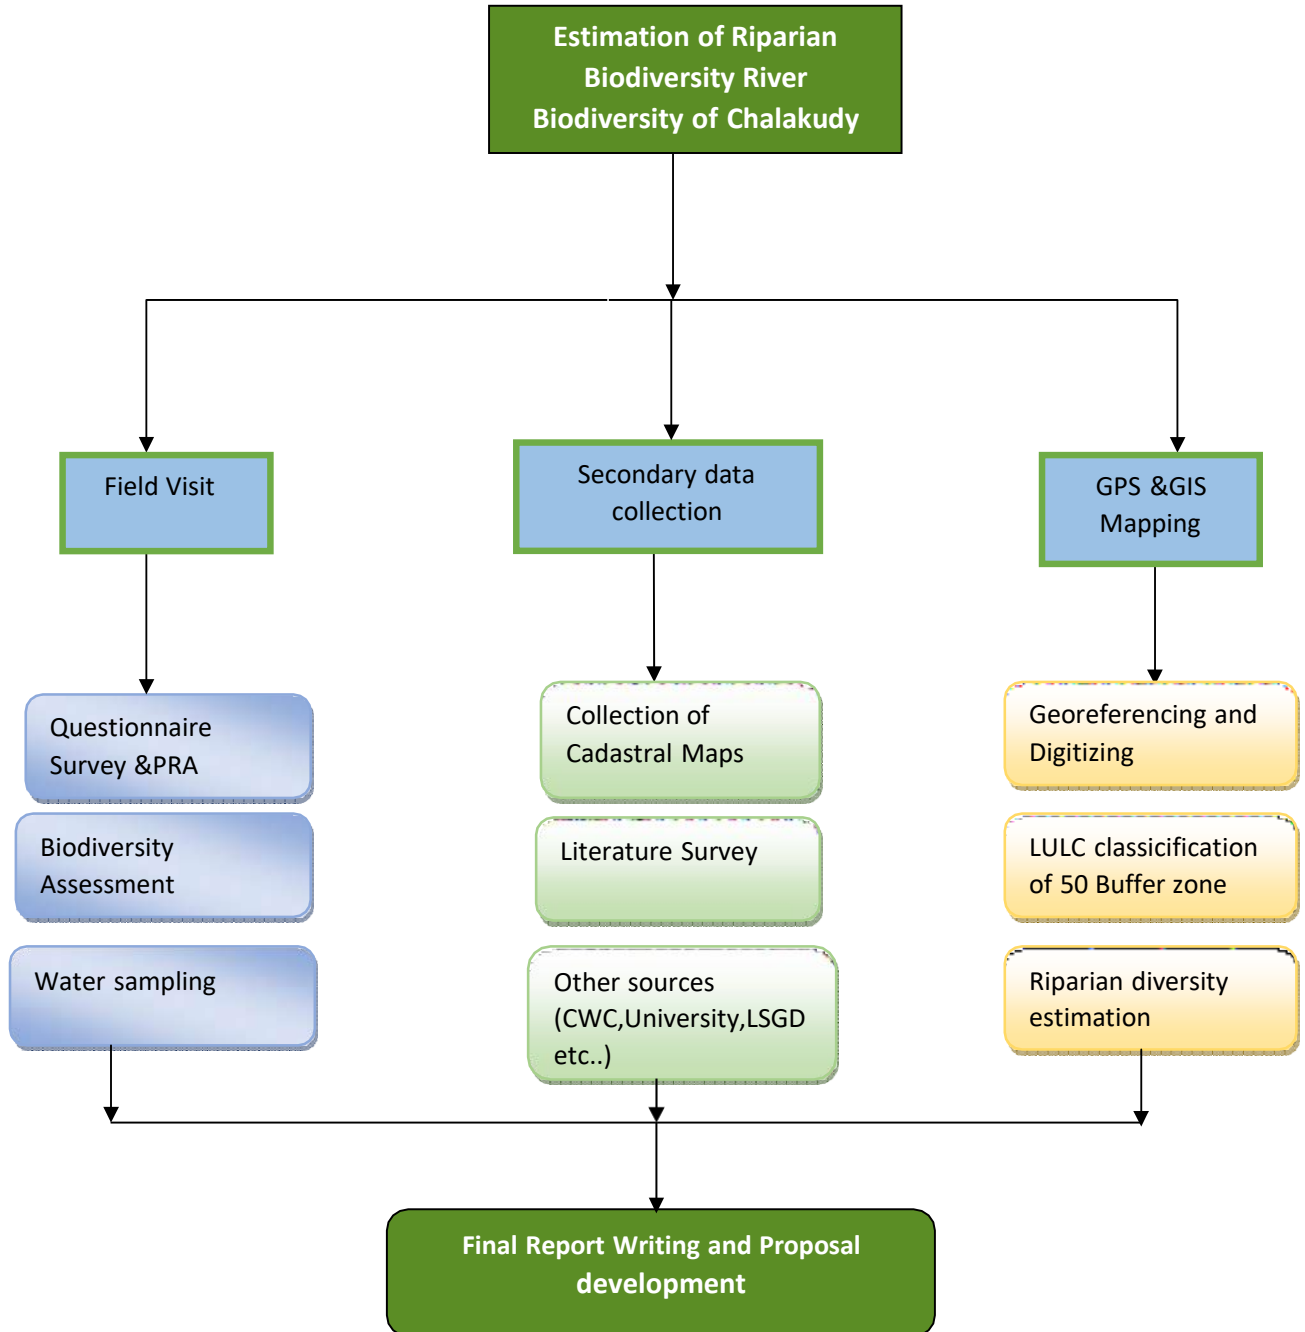 Estimation of Riparian
Biodiversity River
Biodiversity of Chalakudy
Field Visit
Secondary data
collection
GPS &GIS
Mapping
Questionnaire
Survey &PRA
Collection of
Cadastral Maps
Georeferencing and
Digitizing
Biodiversity
Assessment
Literature Survey
LULC classicification
of 50 Buffer zone
Water sampling
Other sources
(CWC,University,LSGD
etc..)
Riparian diversity
estimation
Final Report Writing and Proposal
development